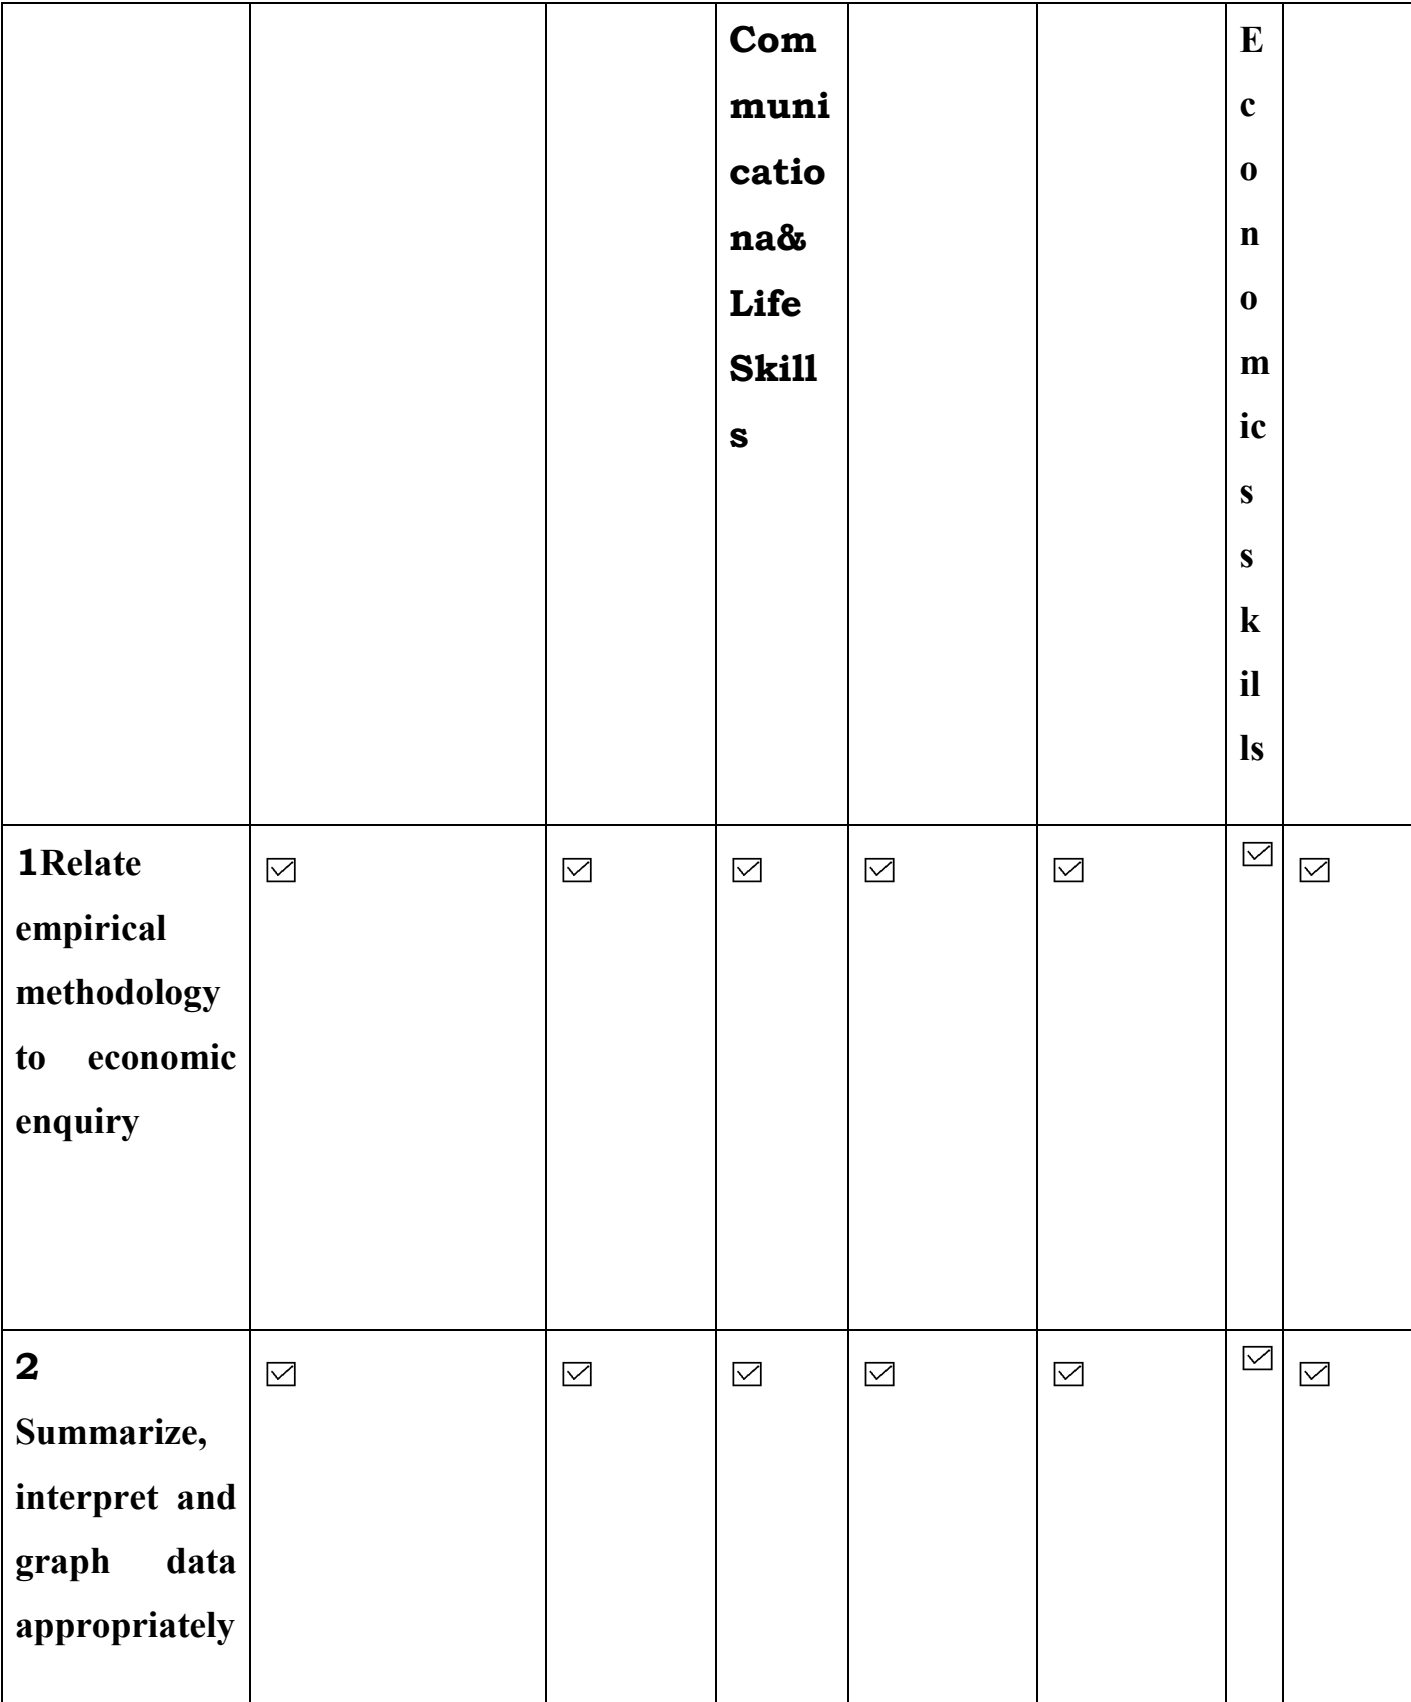 Com
muni
catio
na&
Life
Skill
s
E
c
o
n
o
m
ic
s
s
k
il
ls
1Relate
empirical
methodology
to economic
enquiry
☑ ☑ ☑ ☑ ☑ ☑ ☑
2
Summarize,
interpret and
graph data
appropriately
☑ ☑ ☑ ☑ ☑ ☑ ☑